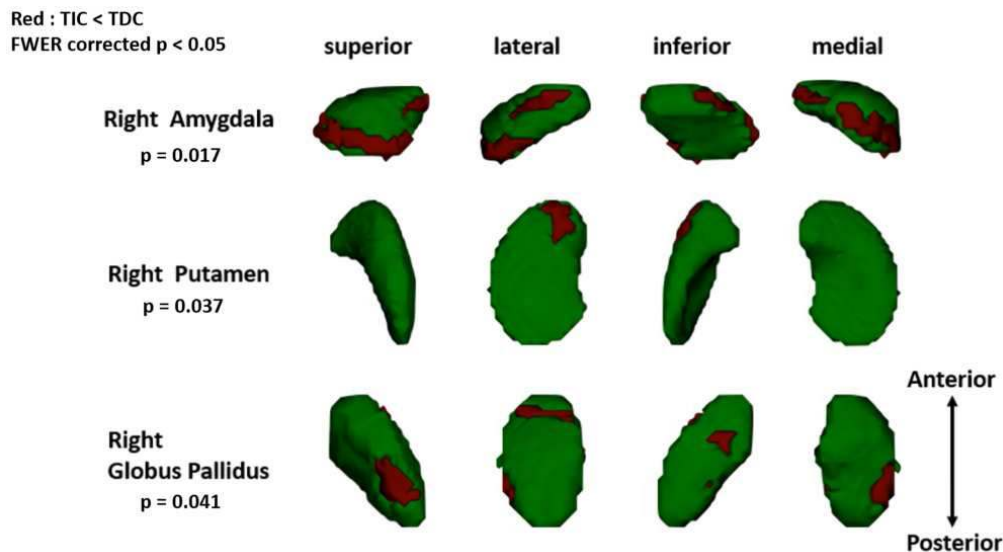 Red : TIC < TDC
FWER corrected p < 0.05
superior lateral inferior medial
Right Amygdala
p = 0.017
Right Putamen
p = 0.037
Right
Globus Pallidus
p = 0.041
Anterior
Posterior